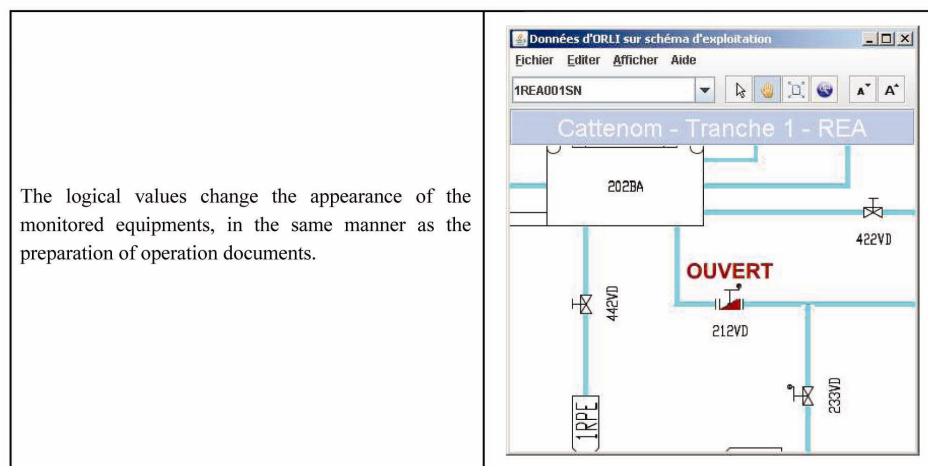 The logical values change the appearance of the
monitored equipments, in the same manner as the
preparation of operation documents.
Données d'ORLI sur schéma d'exploitation
Fichier Editer Afficher Aide
1REA001SN
A A
Cattenom - Tranche 1 - REA
202BA
422VD
OUVERT
442VD
212VD
233VD
1RPE